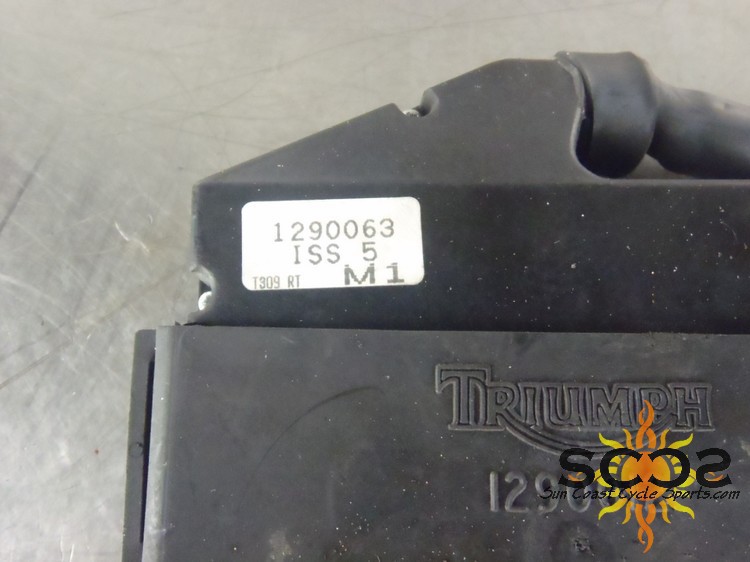 1290063
ISS 5
T309 RT M1
TRIUMPH
SCCS
Sun Coast Cycle Sports.com